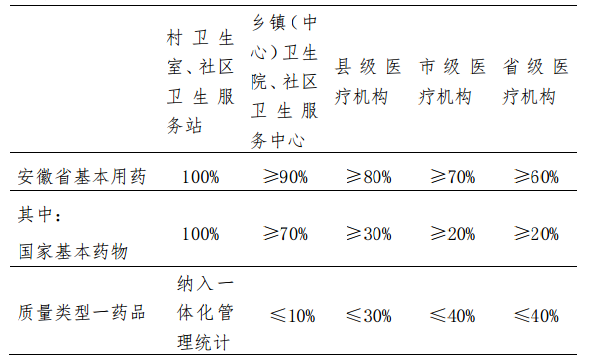 村卫生室、社区卫生服务站 乡镇(中心)卫生院、社区卫生服务中心 县级医疗机构 市级医疗机构 省级医疗机构
安徽省基本用药 100% ≥90% ≥80% ≥70% ≥60%
其中:
国家基本药物 100% ≥70% ≥30% ≥20% ≥20%
质量类型一药品 纳入一体化管理统计 ≤10% ≤30% ≤40% ≤40%